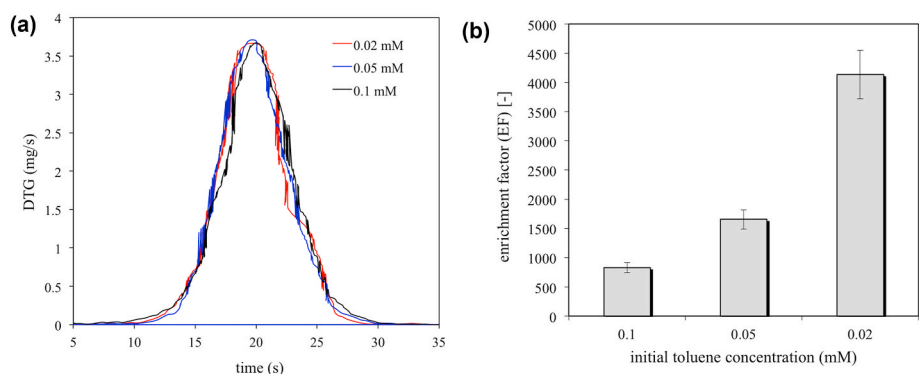 (a)
4
3.5
3
2.5
2
1.5
1
0.5
0
DTG (mg/s)
0.02 mM
0.05 mM
0.1 mM
5 10 15 20 25 30 35
time (s)
(b)
5000
4500
4000
3500
3000
2500
2000
1500
1000
500
0
enrichment factor (EF) [-]
0.1 0.05 0.02
initial toluene concentration (mM)